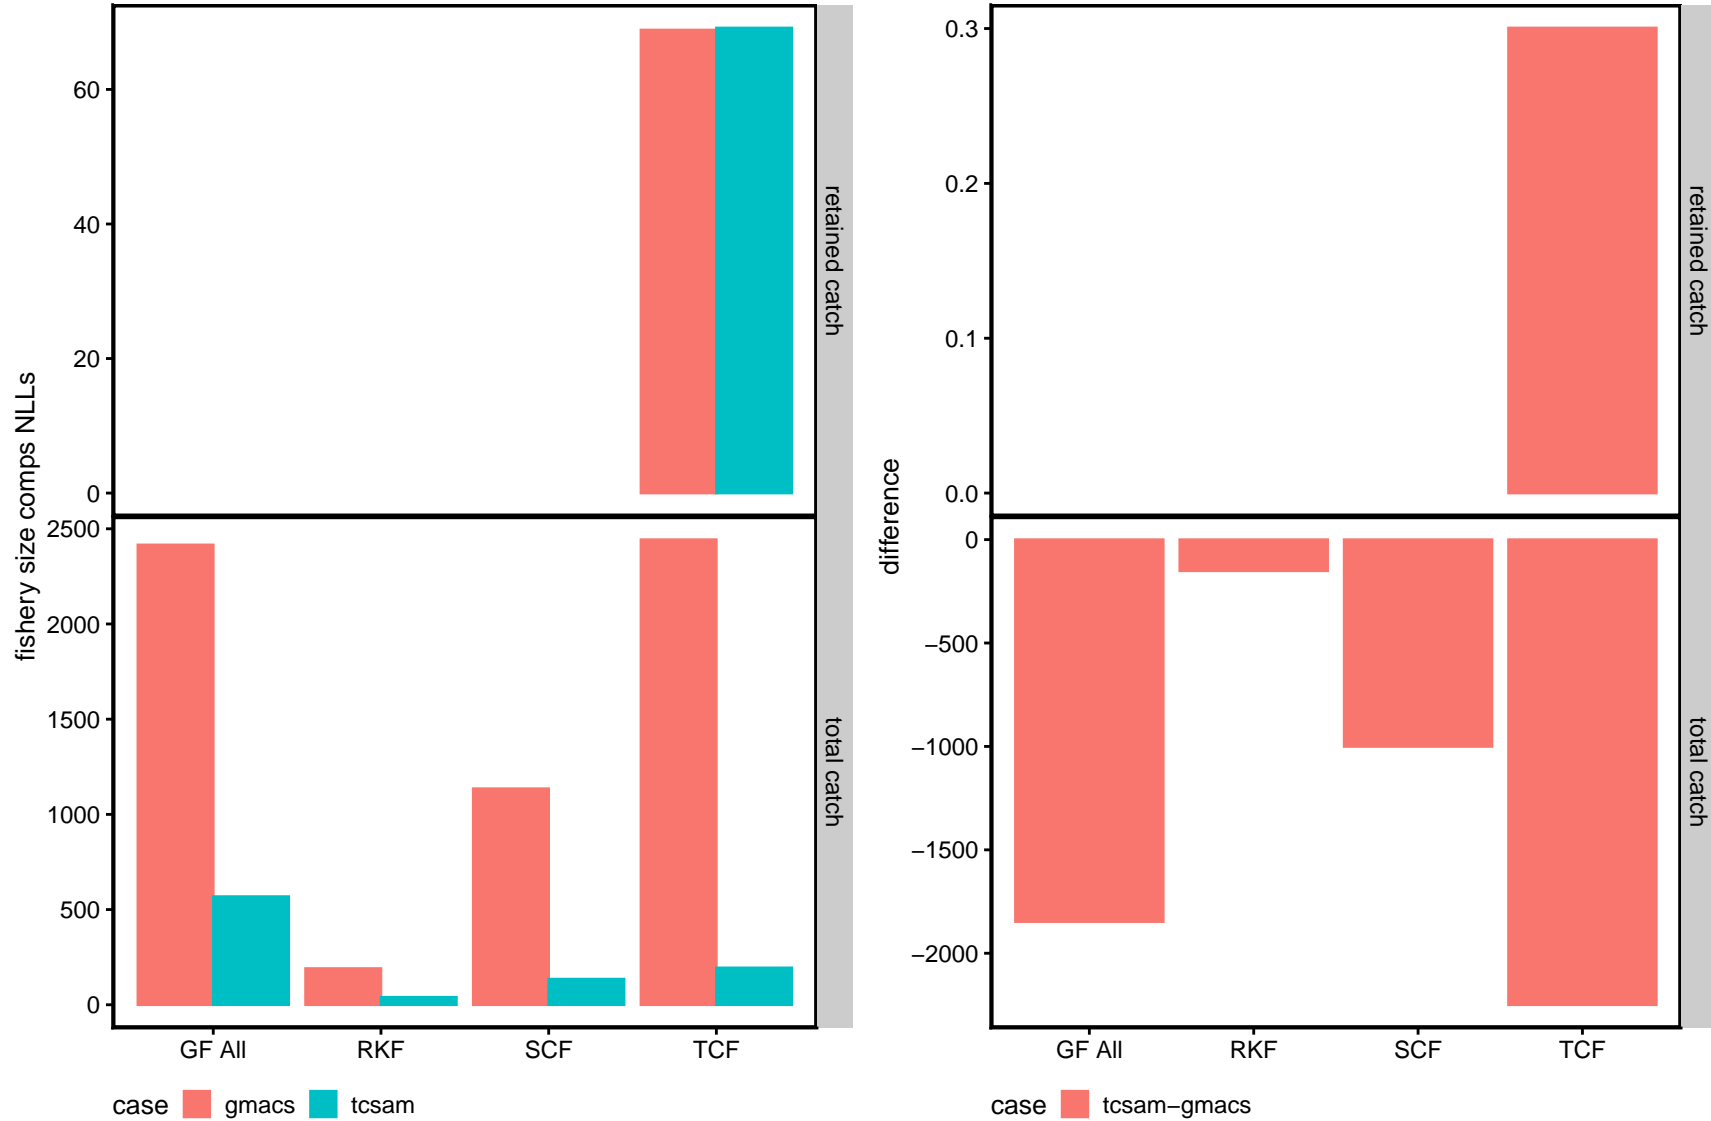 fishery size comps NLLs
60
40
20
0
retained catch
2500
2000
1500
1000
500
0
total catch
GF All RKF SCF TCF
case gmacs tcsam
difference
0.3
0.2
0.1
0.0
retained catch
0
−500
−1000
−1500
−2000
total catch
GF All RKF SCF TCF
case tcsam−gmacs